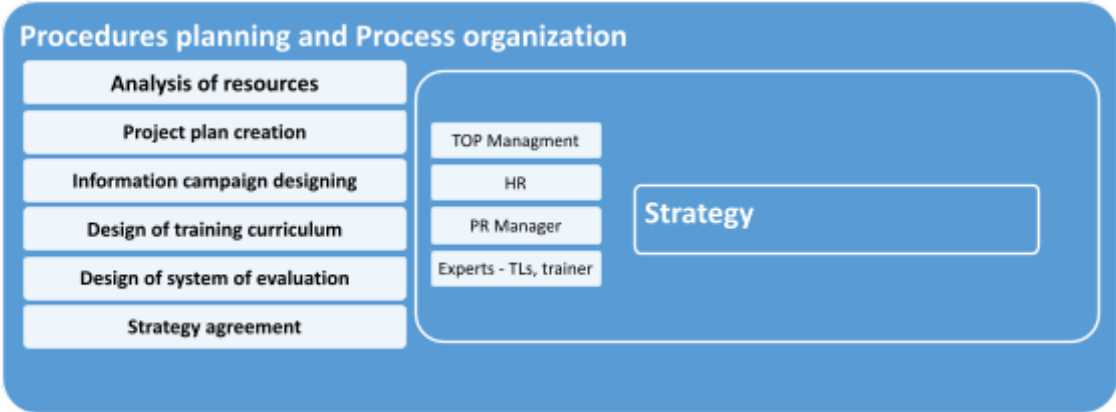 Procedures planning and Process organization
Analysis of resources
Project plan creation
Information campaign designing
Design of training curriculum
Design of system of evaluation
Strategy agreement
TOP Managment
HR
PR Manager
Experts - TLs, trainer
Strategy